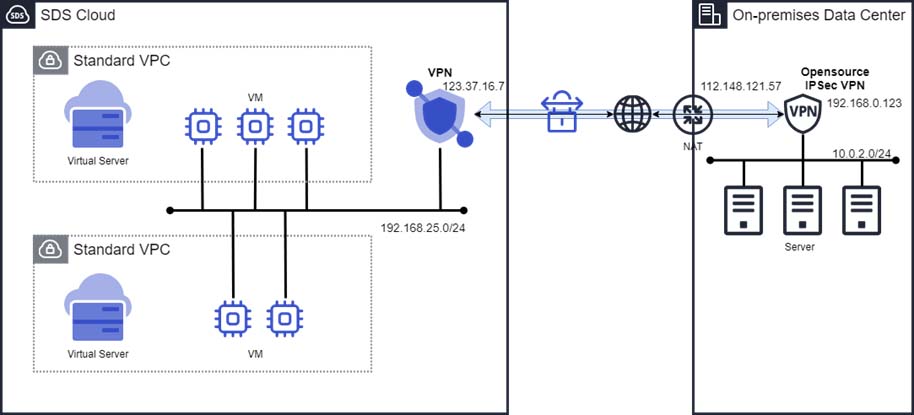 SDS
SDS Cloud
On-premises Data Center
Standard VPC
VM
Virtual Server
VPN
123.37.16.7
112.148.121.57
Opensource
IPSec VPN
192.168.0.123
VPN
NAT
10.0.2.0/24
Server
192.168.25.0/24
Standard VPC
Virtual Server
VM